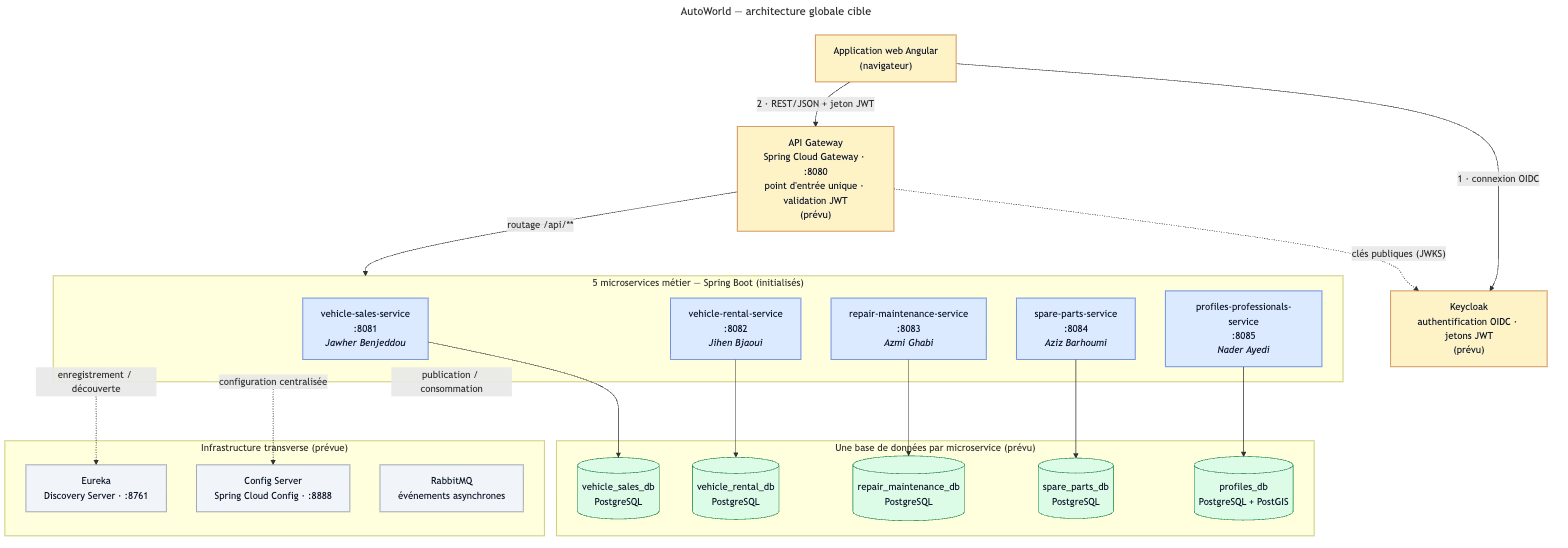 AutoWorld — architecture globale cible
Application web Angular
(navigateur)
2 · REST/JSON + jeton JWT
API Gateway
Spring Cloud Gateway ·
:8080
point d'entrée unique ·
validation JWT
(prévu)
1 · connexion OIDC
routage /api/**
clés publiques (JWKS)
5 microservices métier — Spring Boot (initialisés)
vehicle-sales-service
:8081
Jawher Benjeddou
vehicle-rental-service
:8082
Jihen Bjaoui
repair-maintenance-service
:8083
Azmi Ghabi
spare-parts-service
:8084
Aziz Barhoumi
profiles-professionals-
service
:8085
Nader Ayedi
Keycloak
authentification OIDC ·
jetons JWT
(prévu)
enregistrement /
découverte
configuration centralisée
publication /
consommation
Infrastructure transverse (prévue)
Eureka
Discovery Server · :8761
Config Server
Spring Cloud Config · :8888
RabbitMQ
événements asynchrones
Une base de données par microservice (prévu)
vehicle_sales_db
PostgreSQL
vehicle_rental_db
PostgreSQL
repair_maintenance_db
PostgreSQL
spare_parts_db
PostgreSQL
profiles_db
PostgreSQL + PostGIS